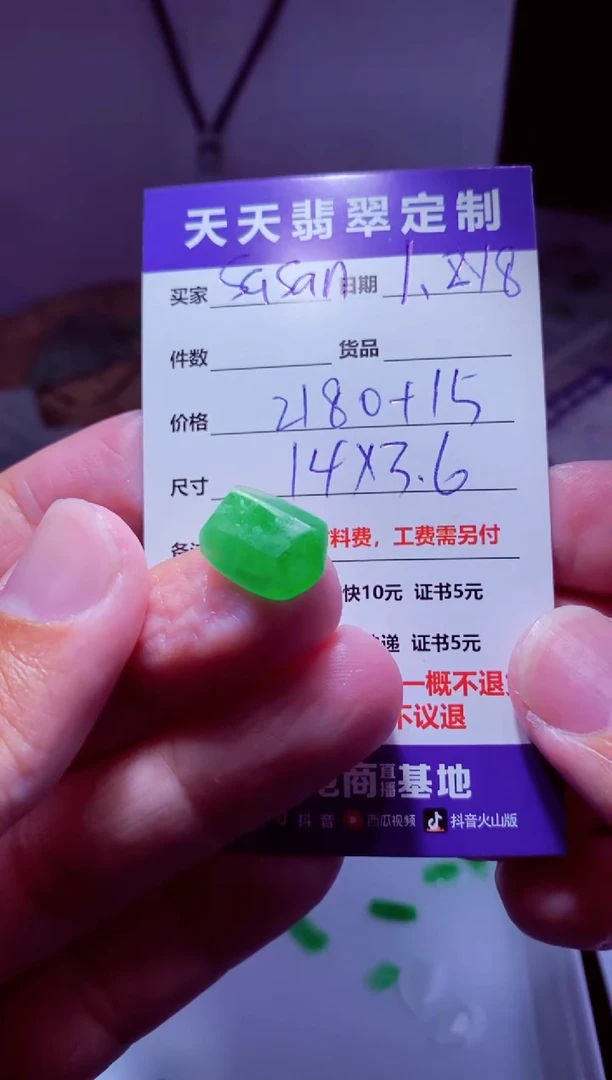 天天翡翠定制
买家 sasan 日期
件数 货品
价格 2180+15
尺寸 14X3.6
料费，工费需另付
快10元 证书5元
递 证书5元
一概不退
不议退
电商直播基地
抖音 西瓜视频 抖音火山版